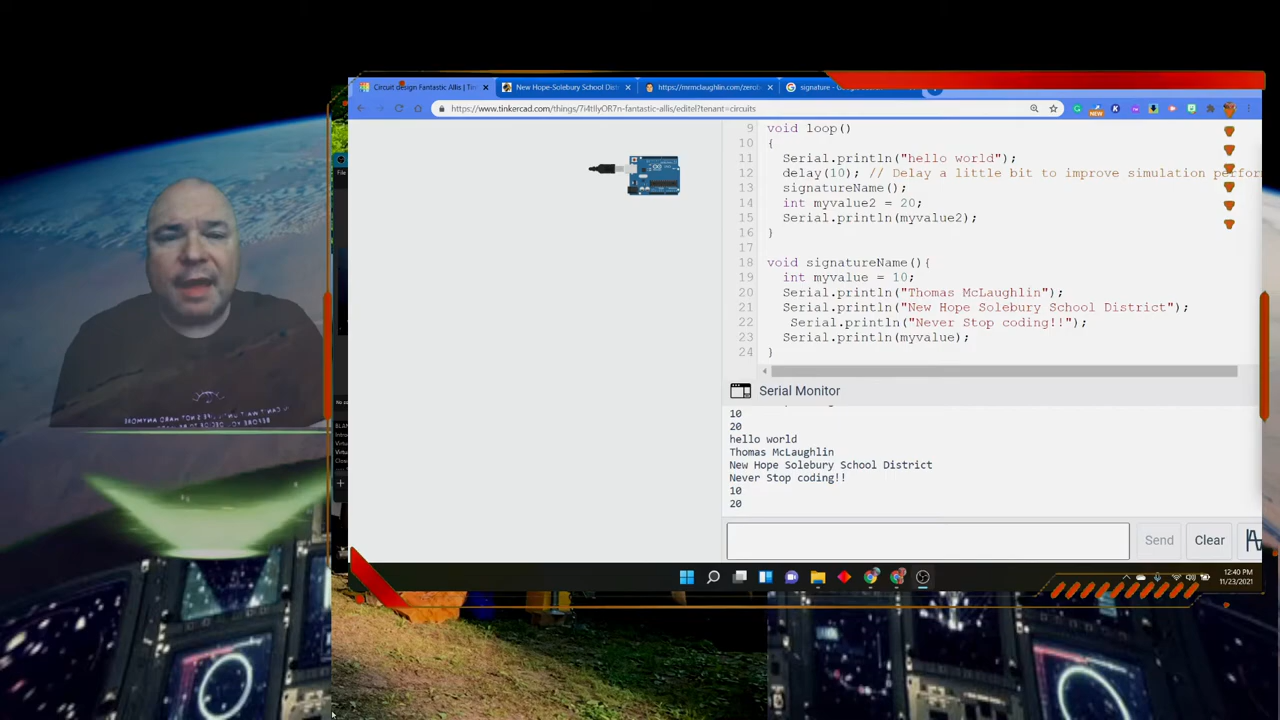 Circuit design Fantastic Allis | Tin
New Hope-Solebury School Dist
https://mrmclaughlin.com/zerob
signature - Google
https://www.tinkercad.com/things/7i4tIlyOR7n-fantastic-allis/editel?tenant=circuits
NEW
9 void loop()
10 {
11 Serial.println("hello world");
12 delay(10); // Delay a little bit to improve simulation perfor
13 signatureName();
14 int myvalue2 = 20;
15 Serial.println(myvalue2);
16 }
17
18 void signatureName(){
19 int myvalue = 10;
20 Serial.println("Thomas McLaughlin");
21 Serial.println("New Hope Solebury School District");
22 Serial.println("Never Stop coding!!");
23 Serial.println(myvalue);
24 }
Serial Monitor
10
20
hello world
Thomas McLaughlin
New Hope Solebury School District
Never Stop coding!!
10
20
Send
Clear
12:40 PM
11/23/2021
File